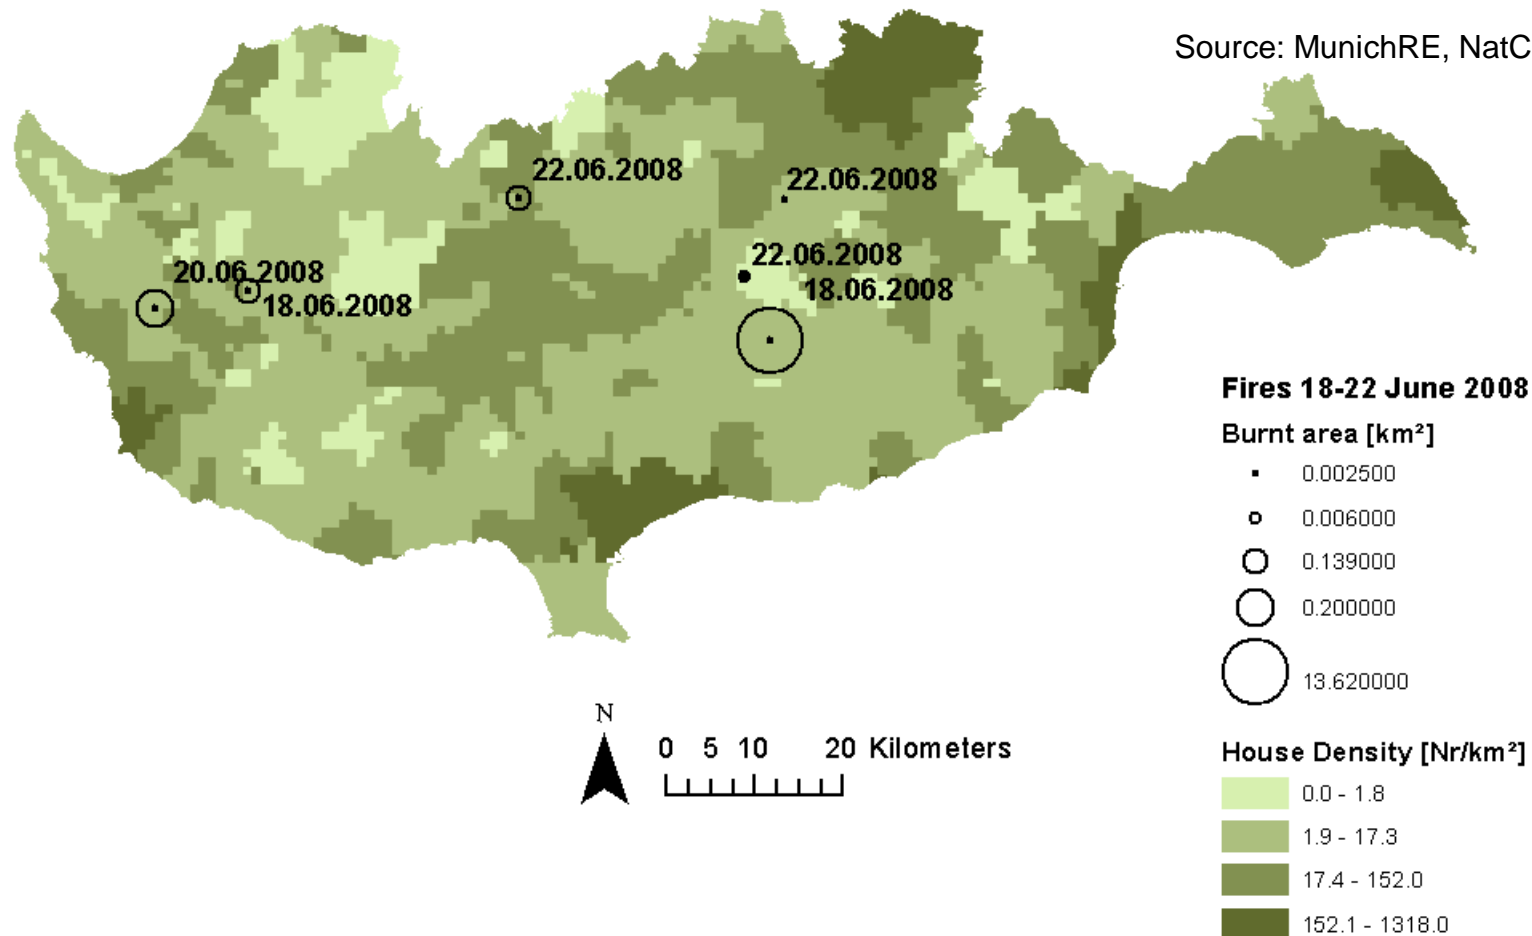 Source: MunichRE, NatC
22.06.2008
22.06.2008
22.06.2008
20.06.2008
18.06.2008
18.06.2008
Fires 18-22 June 2008
Burnt area [km²]
0.002500
0.006000
0.139000
0.200000
13.620000
N
0 5 10 20 Kilometers
House Density [Nr/km²]
0.0 - 1.8
1.9 - 17.3
17.4 - 152.0
152.1 - 1318.0